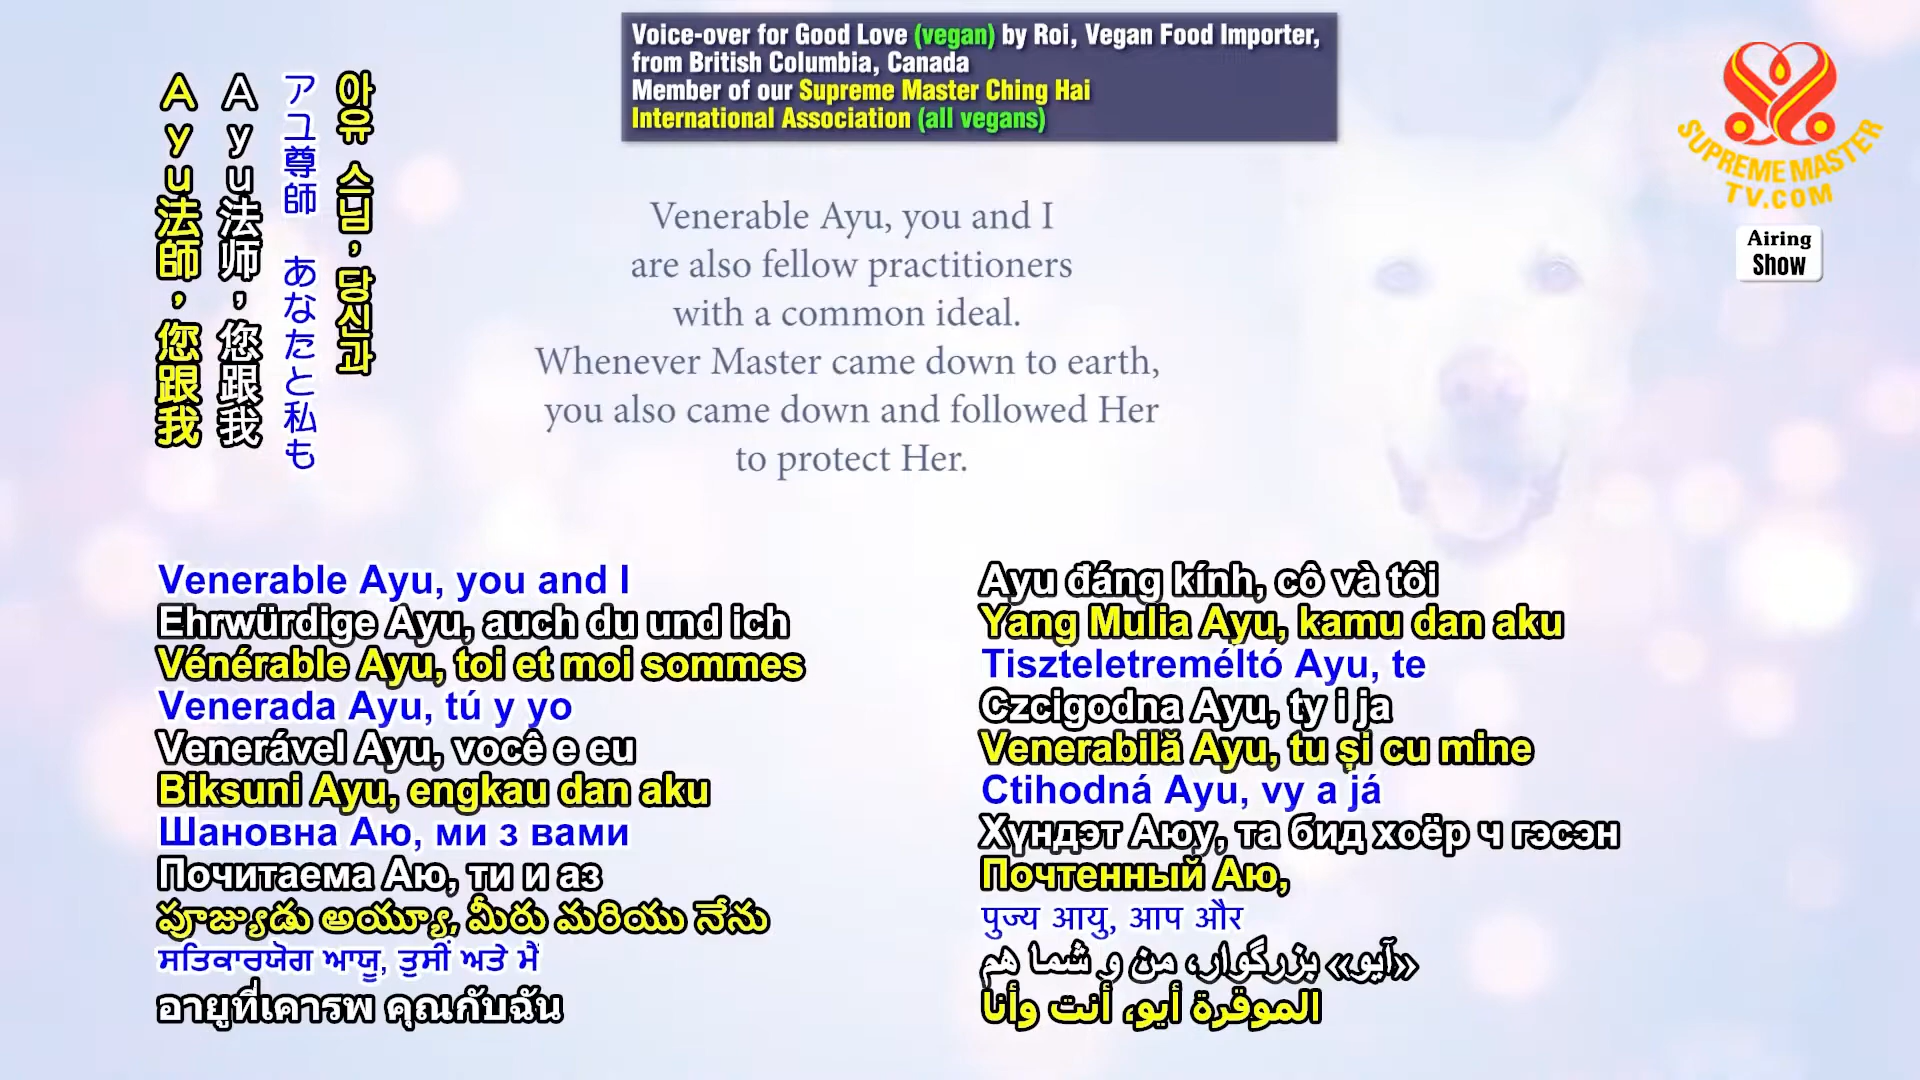 Voice-over for Good Love (vegan) by Roi, Vegan Food Importer,
from British Columbia, Canada
Member of our Supreme Master Ching Hai
International Association (all vegans)
SUPREME MASTER
TV.COM
Airing
Show
아유 스님, 당신과
アユ尊師 あなたと私も
Ayu法师，您跟我
Ayu法師，您跟我
Venerable Ayu, you and I
are also fellow practitioners
with a common ideal.
Whenever Master came down to earth,
you also came down and followed Her
to protect Her.
Venerable Ayu, you and I
Ehrwürdige Ayu, auch du und ich
Vénérable Ayu, toi et moi sommes
Venerada Ayu, tú y yo
Venerável Ayu, você e eu
Biksuni Ayu, engkau dan aku
Шановна Аю, ми з вами
Почитаема Аю, ти и аз
పూజ్యుడు అయ్యూ, మీరు మరియు నేను
ਸਤਿਕਾਰਯੋਗ ਆਯੂ, ਤੁਸੀਂ ਅਤੇ ਮੈਂ
อายูที่เคารพ คุณกับฉัน
Ayu đáng kính, cô và tôi
Yang Mulia Ayu, kamu dan aku
Tiszteletreméltó Ayu, te
Czcigodna Ayu, ty i ja
Venerabilă Ayu, tu și cu mine
Ctihodná Ayu, vy a já
Хүндэт Аюу, та бид хоёр ч гэсэн
Почтенный Аю,
पुज्य आयु, आप और
«آیو» بزرگوار، من و شما هم
الموقرة أيو، أنت وأنا